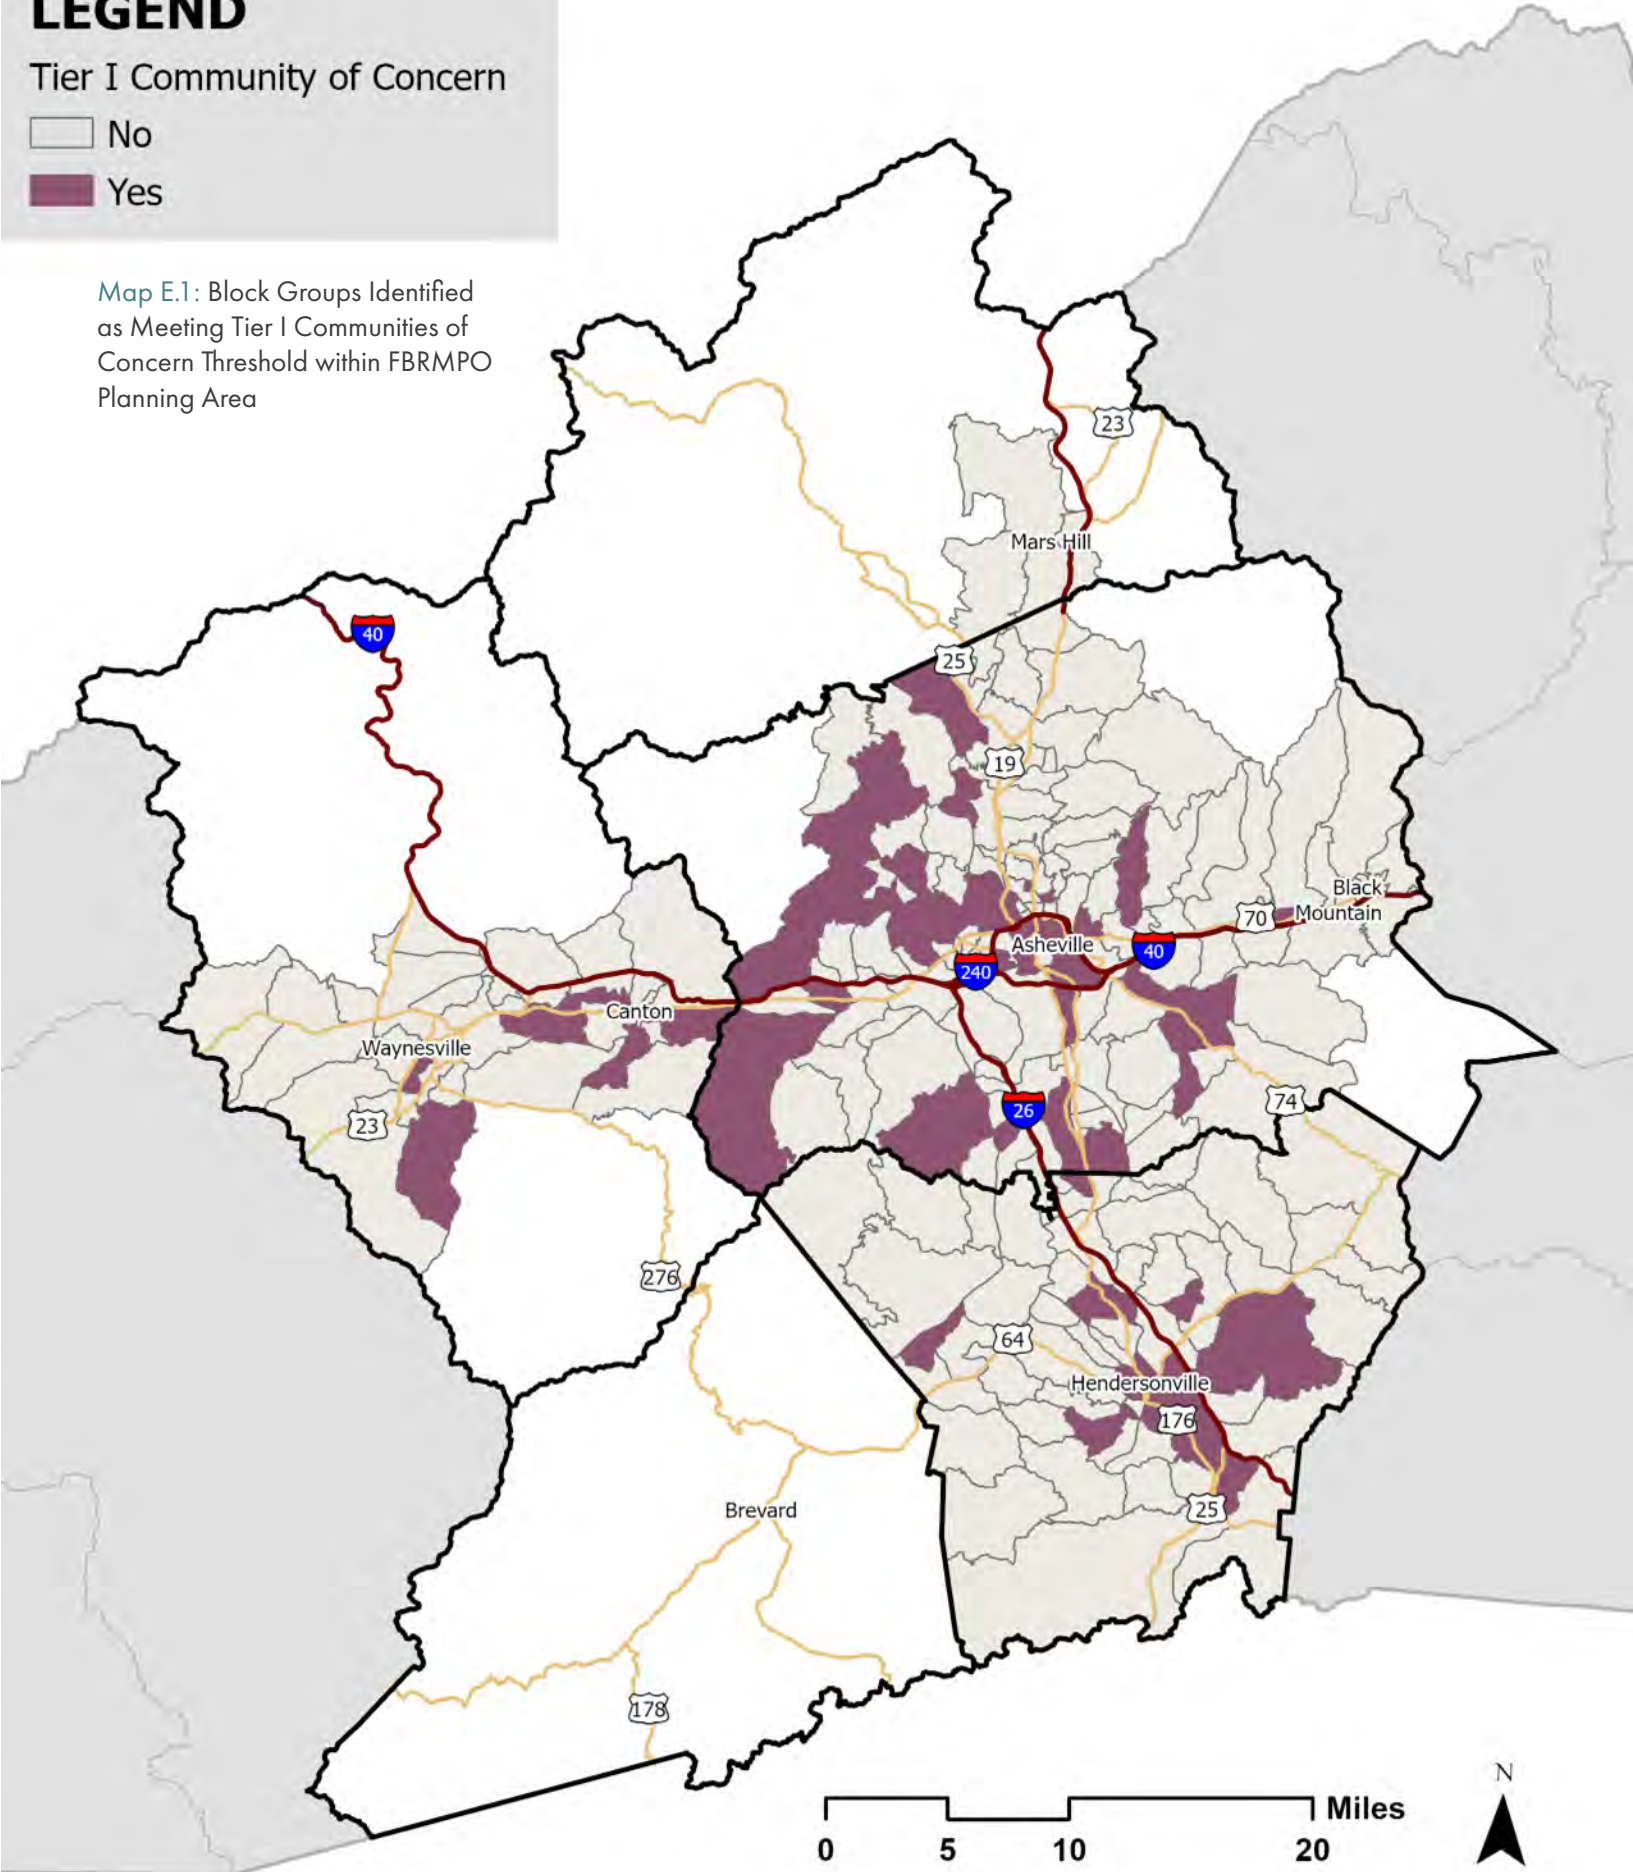 LEGEND
Tier I Community of Concern
No
Yes
Map E.1: Block Groups Identified
as Meeting Tier I Communities of
Concern Threshold within FBRMPO
Planning Area
23
Mars Hill
40
25
19
Black
Mountain
70
Asheville
40
240
Canton
Waynesville
26
74
23
276
64
Hendersonville
176
25
Brevard
178
N
Miles
0 5 10 20